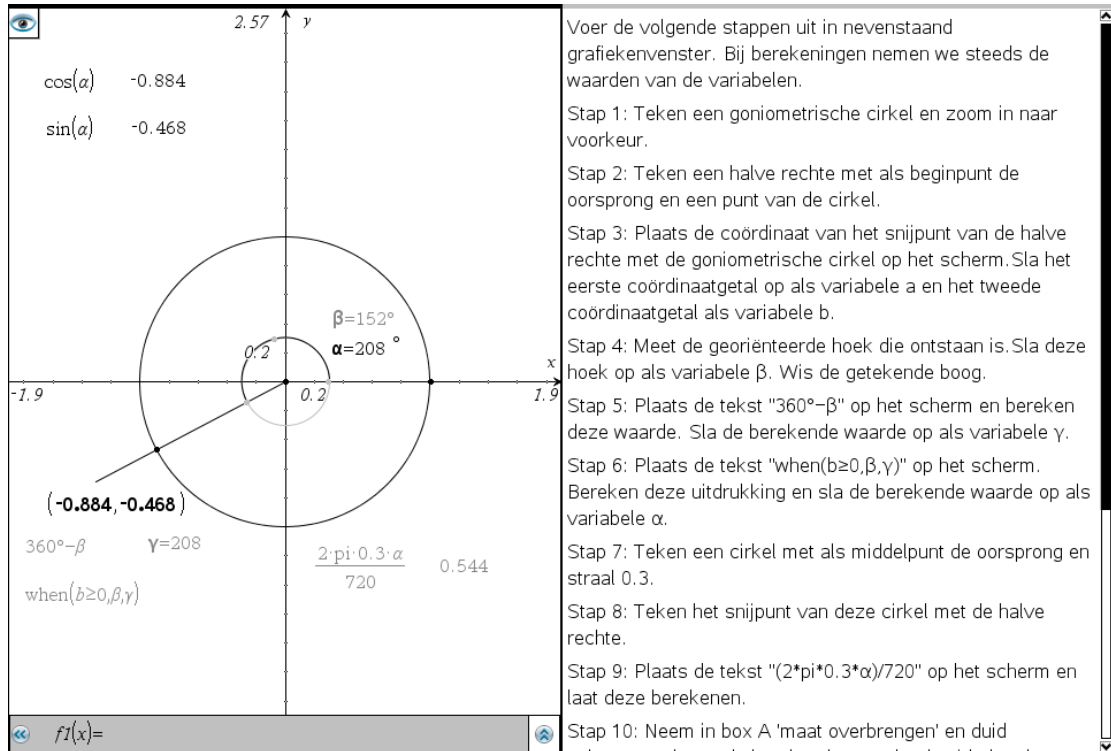 2.57
y
cos(α) -0.884
sin(α) -0.468
β=152°
0.2
α=208 °
x
-1.9
0.2
1.9
(-0.884,-0.468)
360°−β γ=208
2·pi·0.3·α
720
0.544
when(b≥0,β,γ)
f1(x)=
Voer de volgende stappen uit in nevenstaand
grafiekenvenster. Bij berekeningen nemen we steeds de
waarden van de variabelen.
Stap 1: Teken een goniometrische cirkel en zoom in naar
voorkeur.
Stap 2: Teken een halve rechte met als beginpunt de
oorsprong en een punt van de cirkel.
Stap 3: Plaats de coördinaat van het snijpunt van de halve
rechte met de goniometrische cirkel op het scherm.Sla het
eerste coördinaatgetal op als variabele a en het tweede
coördinaatgetal als variabele b.
Stap 4: Meet de georiënteerde hoek die ontstaan is.Sla deze
hoek op als variabele β. Wis de getekende boog.
Stap 5: Plaats de tekst "360°−β" op het scherm en bereken
deze waarde. Sla de berekende waarde op als variabele γ.
Stap 6: Plaats de tekst "when(b≥0,β,γ)" op het scherm.
Bereken deze uitdrukking en sla de berekende waarde op als
variabele α.
Stap 7: Teken een cirkel met als middelpunt de oorsprong en
straal 0.3.
Stap 8: Teken het snijpunt van deze cirkel met de halve
rechte.
Stap 9: Plaats de tekst "(2*pi*0.3*α)/720" op het scherm en
laat deze berekenen.
Stap 10: Neem in box A 'maat overbrengen' en duid